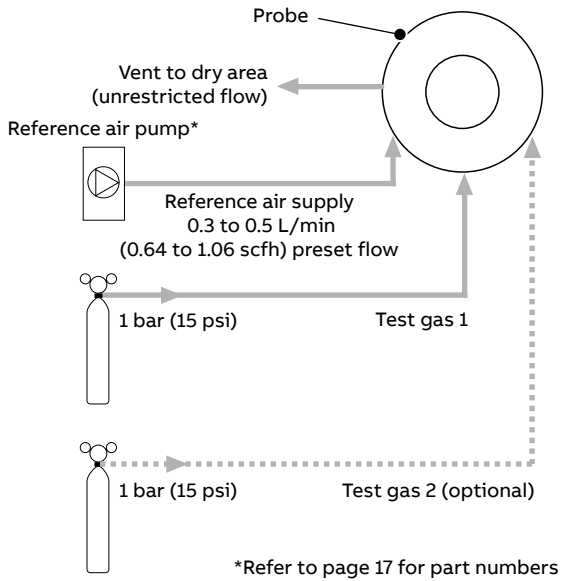 Probe
Vent to dry area
(unrestricted flow)
Reference air pump*
Reference air supply
0.3 to 0.5 L/min
(0.64 to 1.06 scfh) preset flow
1 bar (15 psi)
Test gas 1
1 bar (15 psi)
Test gas 2 (optional)
*Refer to page 17 for part numbers